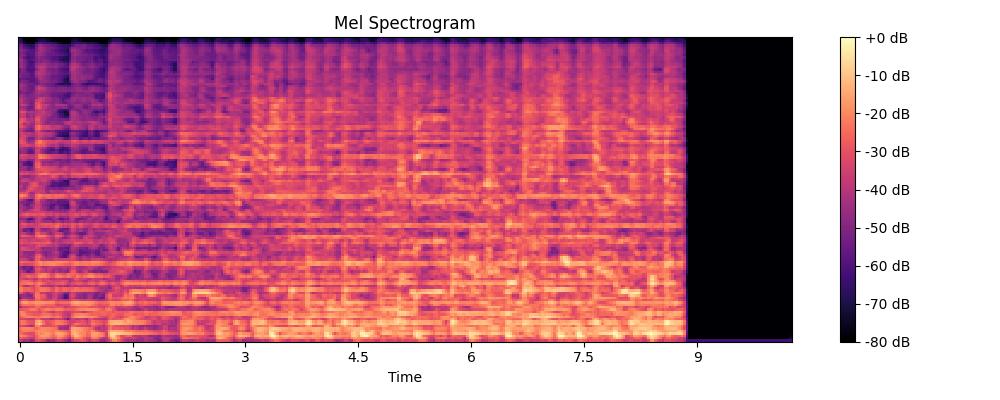 Mel Spectrogram
+0 dB
-10 dB
-20 dB
-30 dB
-40 dB
-50 dB
-60 dB
-70 dB
-80 dB
0 1.5 3 4.5 6 7.5 9
Time